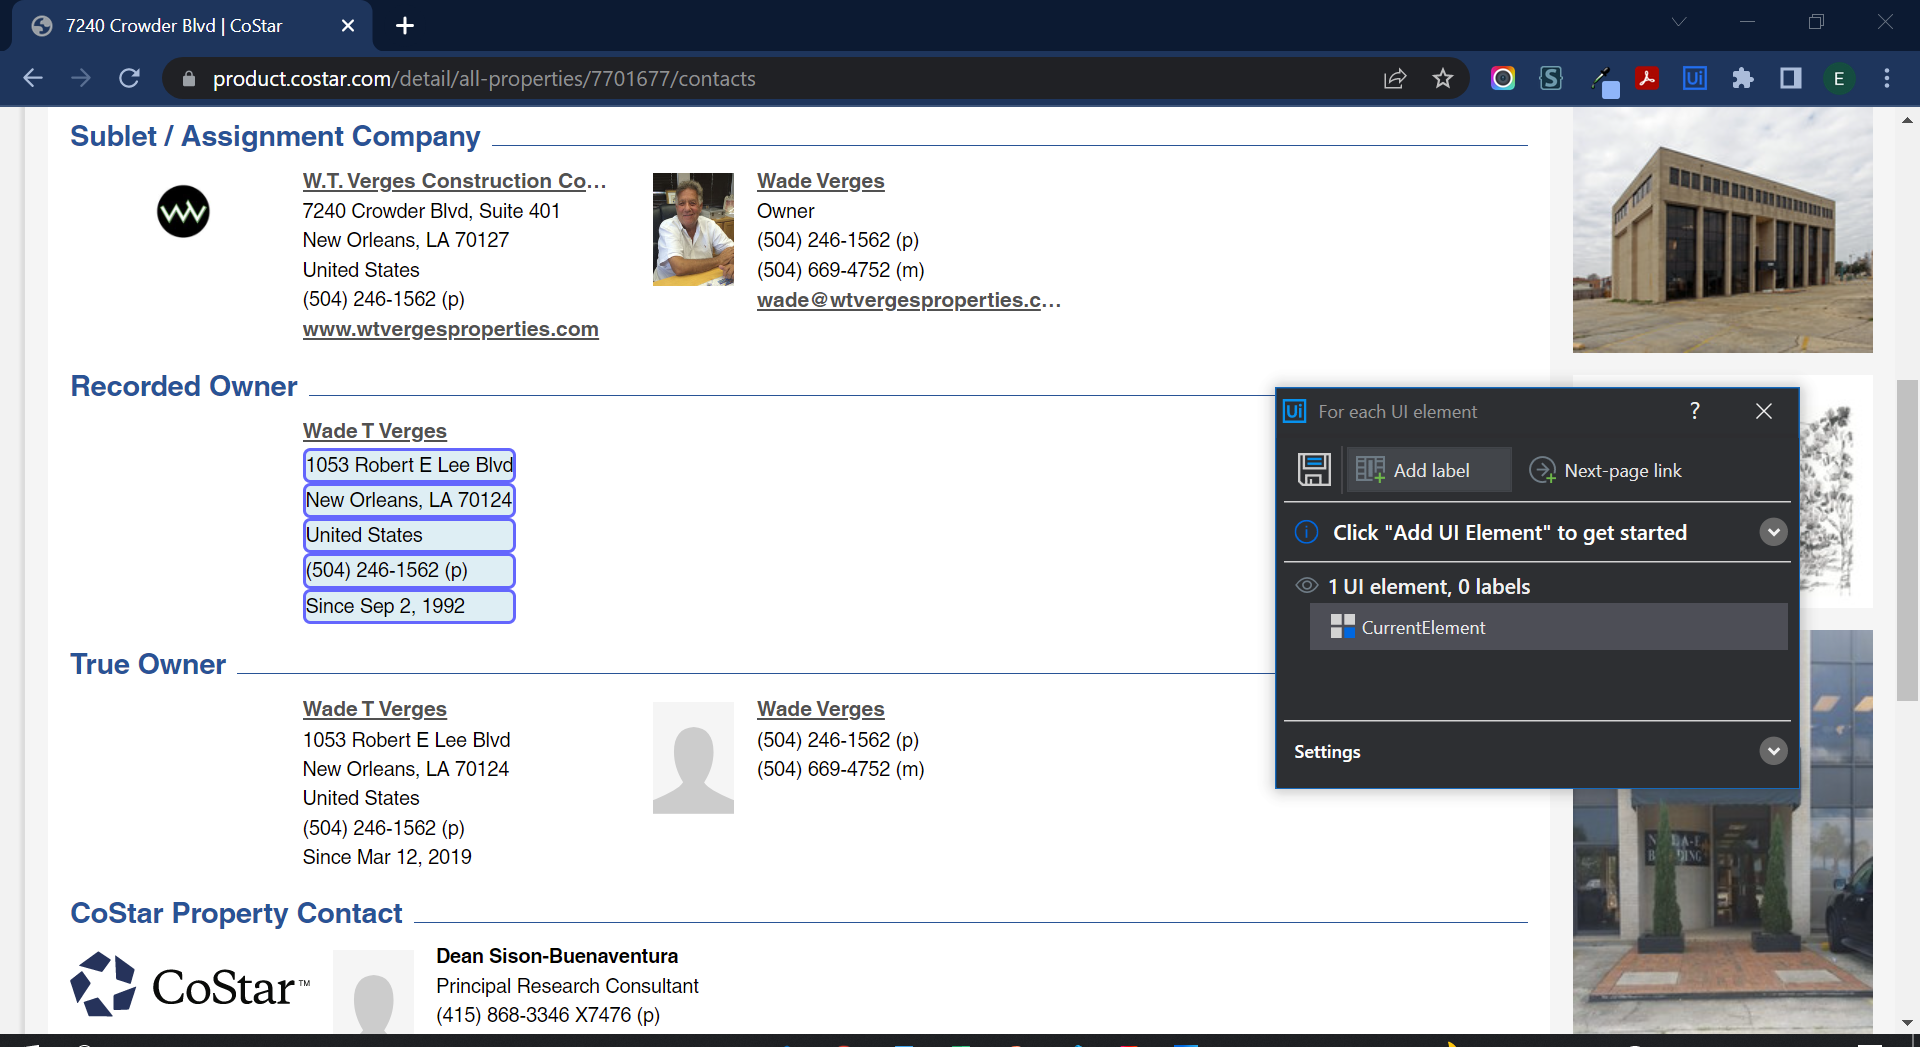 7240 Crowder Blvd | CoStar
product.costar.com/detail/all-properties/7701677/contacts
E
Sublet / Assignment Company
W.T. Verges Construction Co...
7240 Crowder Blvd, Suite 401
New Orleans, LA 70127
United States
(504) 246-1562 (p)
www.wtvergesproperties.com
Wade Verges
Owner
(504) 246-1562 (p)
(504) 669-4752 (m)
wade@wtvergesproperties.c...
Recorded Owner
Wade T Verges
1053 Robert E Lee Blvd
New Orleans, LA 70124
United States
(504) 246-1562 (p)
Since Sep 2, 1992
Ui For each UI element ?
Add label
Next-page link
Click "Add UI Element" to get started
1 UI element, 0 labels
CurrentElement
Settings
True Owner
Wade T Verges
1053 Robert E Lee Blvd
New Orleans, LA 70124
United States
(504) 246-1562 (p)
Since Mar 12, 2019
Wade Verges
(504) 246-1562 (p)
(504) 669-4752 (m)
CoStar Property Contact
CoStar™
Dean Sison-Buenaventura
Principal Research Consultant
(415) 868-3346 X7476 (p)